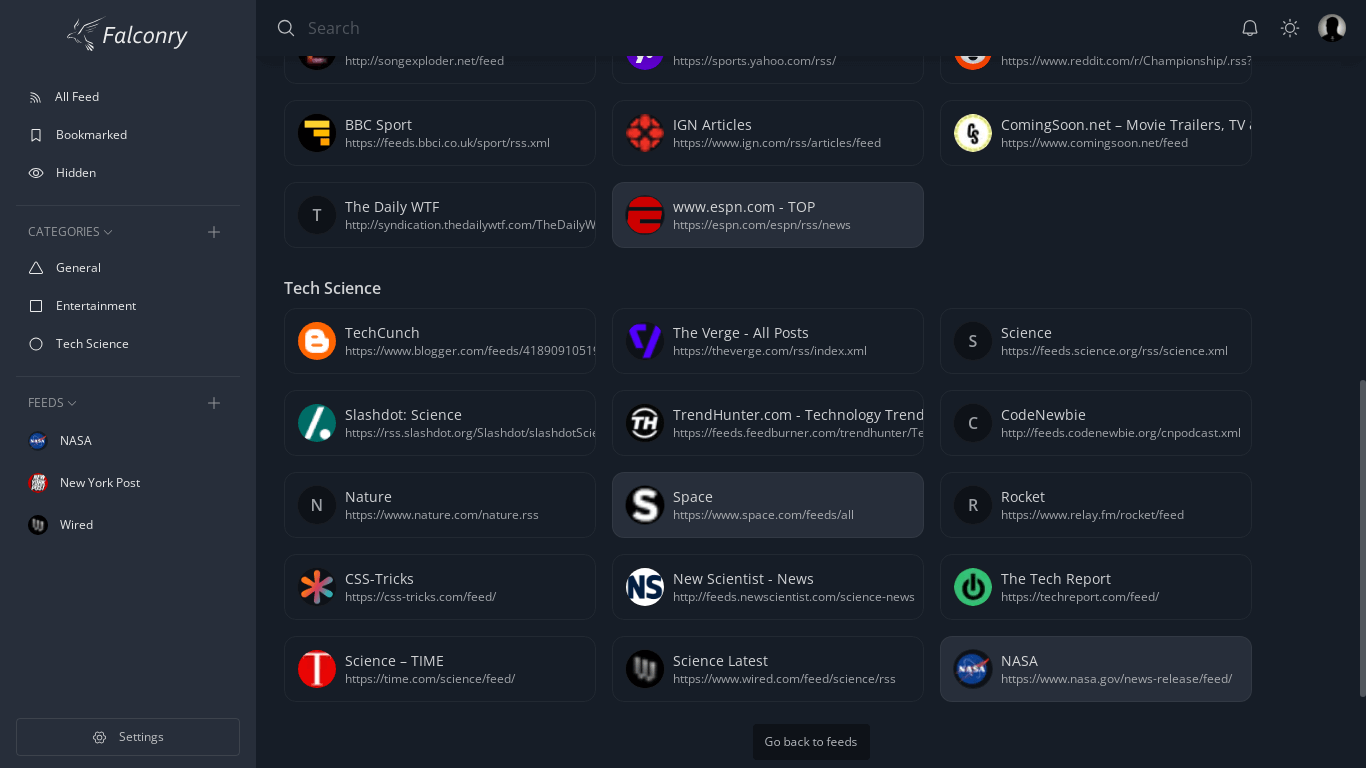 Falconry
Search
All Feed
Bookmarked
Hidden
CATEGORIES
General
Entertainment
Tech Science
FEEDS
NASA
New York Post
Wired
Settings
http://songexploder.net/feed
https://sports.yahoo.com/rss/
https://www.reddit.com/r/Championship/.rss?
BBC Sport
https://feeds.bbci.co.uk/sport/rss.xml
IGN Articles
https://www.ign.com/rss/articles/feed
CS
ComingSoon.net – Movie Trailers, TV &
https://www.comingsoon.net/feed
T
The Daily WTF
http://syndication.thedailywtf.com/TheDailyW
www.espn.com - TOP
https://espn.com/espn/rss/news
Tech Science
TechCunch
https://www.blogger.com/feeds/41890910519
The Verge - All Posts
https://theverge.com/rss/index.xml
S
Science
https://feeds.science.org/rss/science.xml
Slashdot: Science
https://rss.slashdot.org/Slashdot/slashdotScie
TH
TrendHunter.com - Technology Trend
https://feeds.feedburner.com/trendhunter/Te
C
CodeNewbie
http://feeds.codenewbie.org/cnpodcast.xml
N
Nature
https://www.nature.com/nature.rss
S
Space
https://www.space.com/feeds/all
R
Rocket
https://www.relay.fm/rocket/feed
CSS-Tricks
https://css-tricks.com/feed/
NS
New Scientist - News
http://feeds.newscientist.com/science-news
The Tech Report
https://techreport.com/feed/
T
Science – TIME
https://time.com/science/feed/
Science Latest
https://www.wired.com/feed/science/rss
NASA
NASA
https://www.nasa.gov/news-release/feed/
Go back to feeds